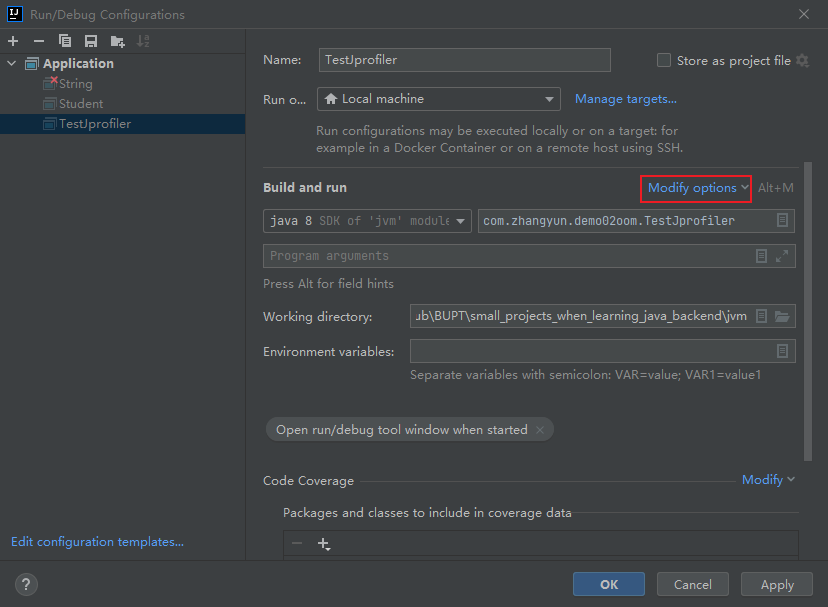 Run/Debug Configurations
Application
String
Student
TestJprofiler
Edit configuration templates...
Name: TestJprofiler Store as project file
Run o... Local machine Manage targets...
Run configurations may be executed locally or on a target: for
example in a Docker Container or on a remote host using SSH.
Build and run Modify options Alt+M
java 8 SDK of 'jvm' module com.zhangyun.demo02oom.TestJprofiler
Program arguments
Press Alt for field hints
Working directory: ub\BUPT\small_projects_when_learning_java_backend\jvm
Environment variables:
Separate variables with semicolon: VAR=value; VAR1=value1
Open run/debug tool window when started
Code Coverage Modify
Packages and classes to include in coverage data
? OK Cancel Apply